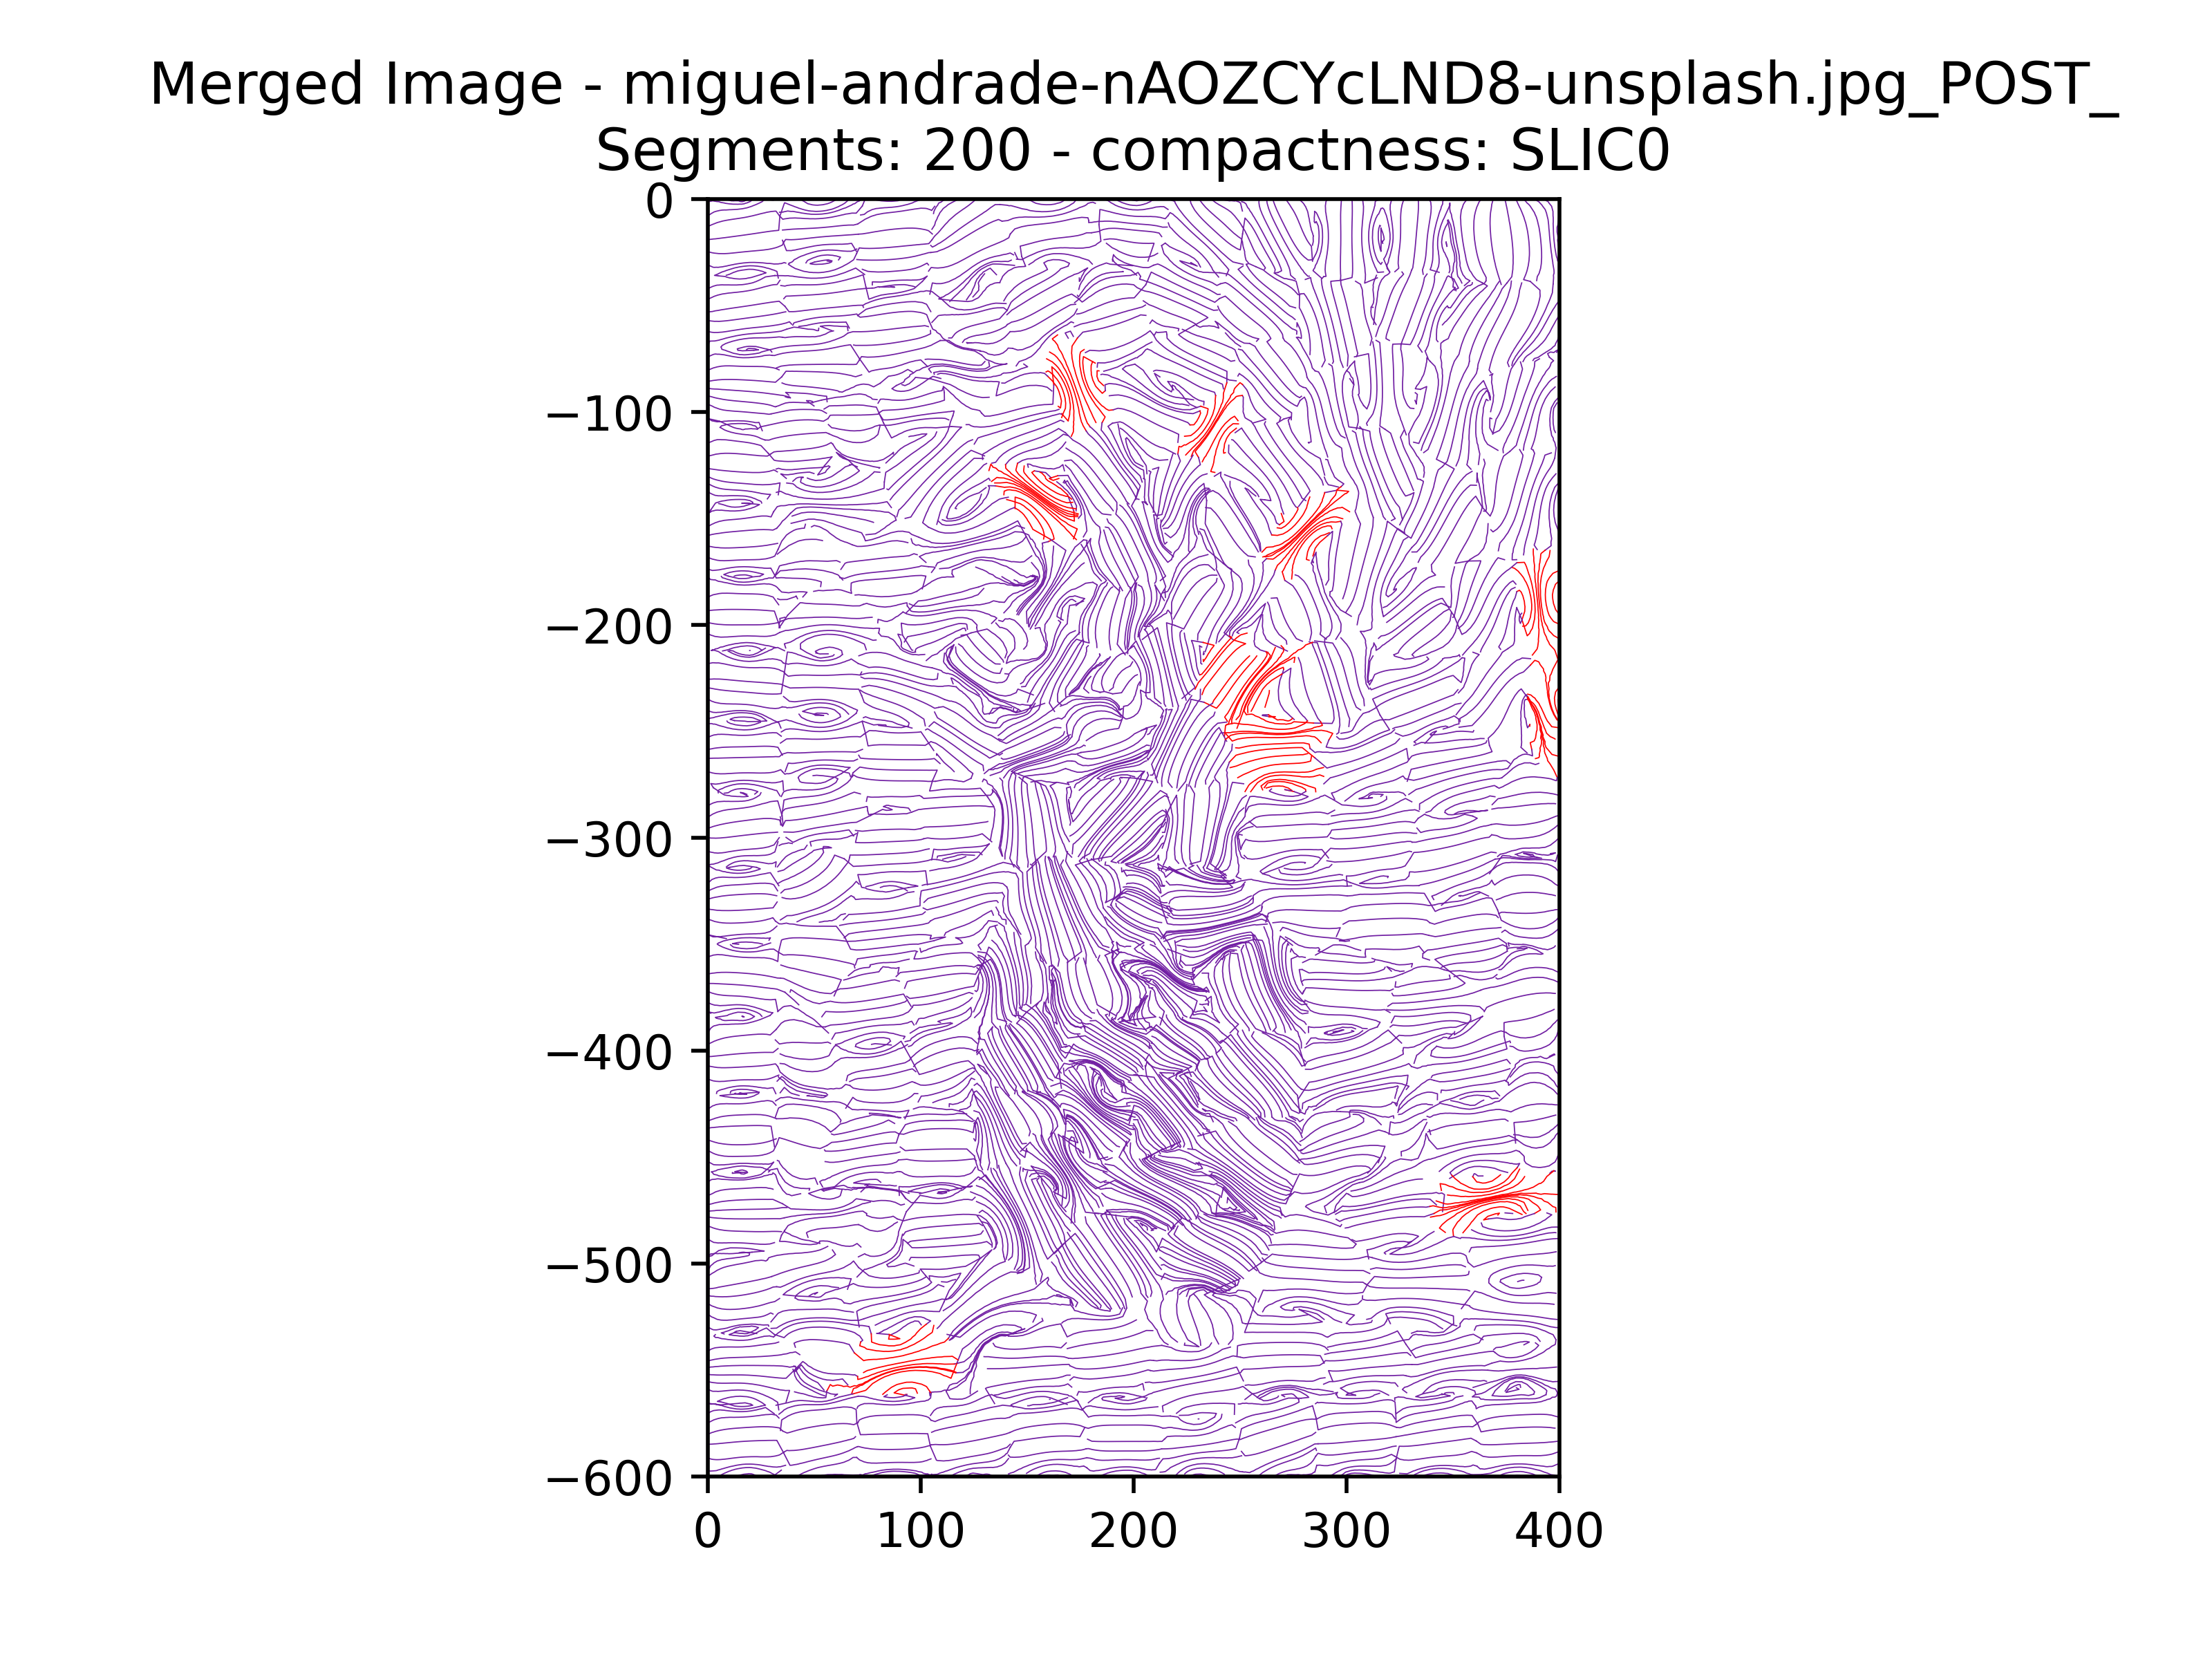 Merged Image - miguel-andrade-nAOZCYcLND8-unsplash.jpg_POST_
Segments: 200 - compactness: SLIC0
0
−100
−200
−300
−400
−500
−600
0 100 200 300 400